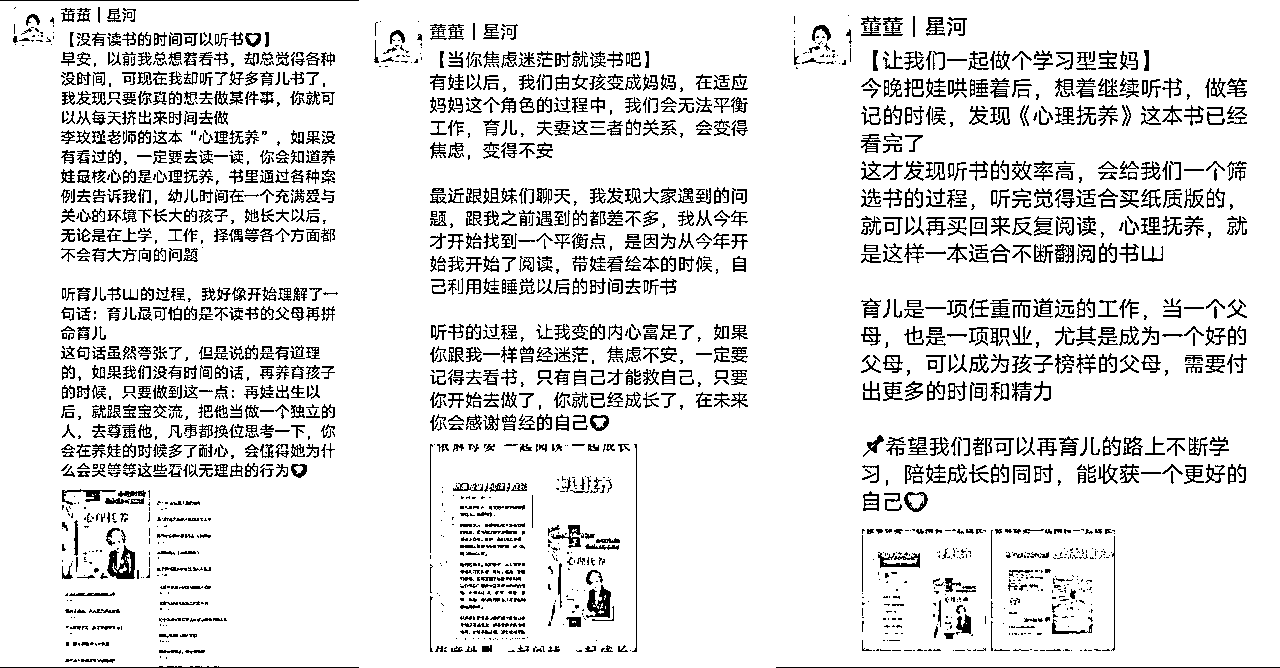 董董｜星河
【没有读书的时间可以听书】
早安，以前我总想着看书，却总觉得各种
没时间，可现在我却听了好多育儿书了，
我发现只要你真的想去做某件事，你就可
以从每天挤出来时间去做
李玫瑾老师的这本“心理抚养”，如果没
有看过的，一定要去读一读，你会知道养
娃最核心的是心理抚养，书里通过各种案
例去告诉我们，幼儿时间在一个充满爱与
关心的环境下长大的孩子，她长大以后，
无论是在上学，工作，择偶等各个方面都
不会有大方向的问题
听育儿书的过程，我好像开始理解了一
句话：育儿最可怕的是不读书的父母再拼
命育儿
这句话虽然夸张了，但是说的是有道理
的，如果我们没有时间的话，再养育孩子
的时候，只要做到这一点：再娃出生以
后，就跟宝宝交流，把他当做一个独立的
人，去尊重他，凡事都换位思考一下，你
会在养娃的时候多了耐心，会懂得她为什
么会哭等等这些看似无理由的行为
心理抚养
董董｜星河
【当你焦虑迷茫时就读书吧】
有娃以后，我们由女孩变成妈妈，在适应
妈妈这个角色的过程中，我们会无法平衡
工作，育儿，夫妻这三者的关系，会变得
焦虑，变得不安
最近跟姐妹们聊天，我发现大家遇到的问
题，跟我之前遇到的都差不多，我从今年
才开始找到一个平衡点，是因为从今年开
始我开始了阅读，带娃看绘本的时候，自
己利用娃睡觉以后的时间去听书
听书的过程，让我变的内心富足了，如果
你跟我一样曾经迷茫，焦虑不安，一定要
记得去看书，只有自己才能救自己，只要
你开始去做了，你就已经成长了，在未来
你会感谢曾经的自己
心理抚养
心理抚养
董董｜星河
【让我们一起做个学习型宝妈】
今晚把娃哄睡着后，想着继续听书，做笔
记的时候，发现《心理抚养》这本书已经
看完了
这才发现听书的效率高，会给我们一个筛
选书的过程，听完觉得适合买纸质版的，
就可以再买回来反复阅读，心理抚养，就
是这样一本适合不断翻阅的书
育儿是一项任重而道远的工作，当一个父
母，也是一项职业，尤其是成为一个好的
父母，可以成为孩子榜样的父母，需要付
出更多的时间和精力
希望我们都可以再育儿的路上不断学
习，陪娃成长的同时，能收获一个更好的
自己